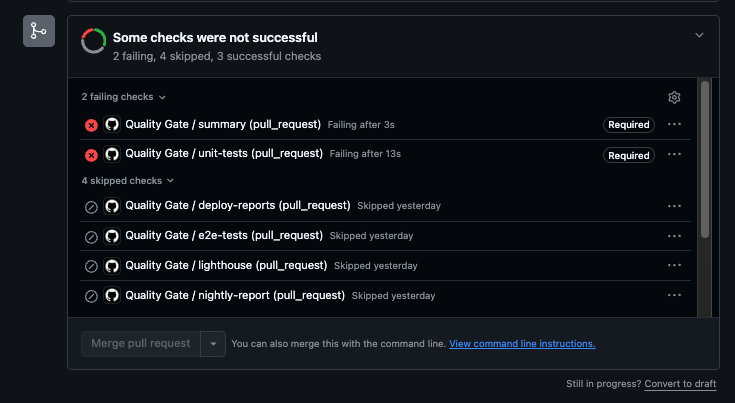 Some checks were not successful
2 failing, 4 skipped, 3 successful checks
2 failing checks
Quality Gate / summary (pull_request) Failing after 3s Required
Quality Gate / unit-tests (pull_request) Failing after 13s Required
4 skipped checks
Quality Gate / deploy-reports (pull_request) Skipped yesterday
Quality Gate / e2e-tests (pull_request) Skipped yesterday
Quality Gate / lighthouse (pull_request) Skipped yesterday
Quality Gate / nightly-report (pull_request) Skipped yesterday
Merge pull request You can also merge this with the command line. View command line instructions.
Still in progress? Convert to draft